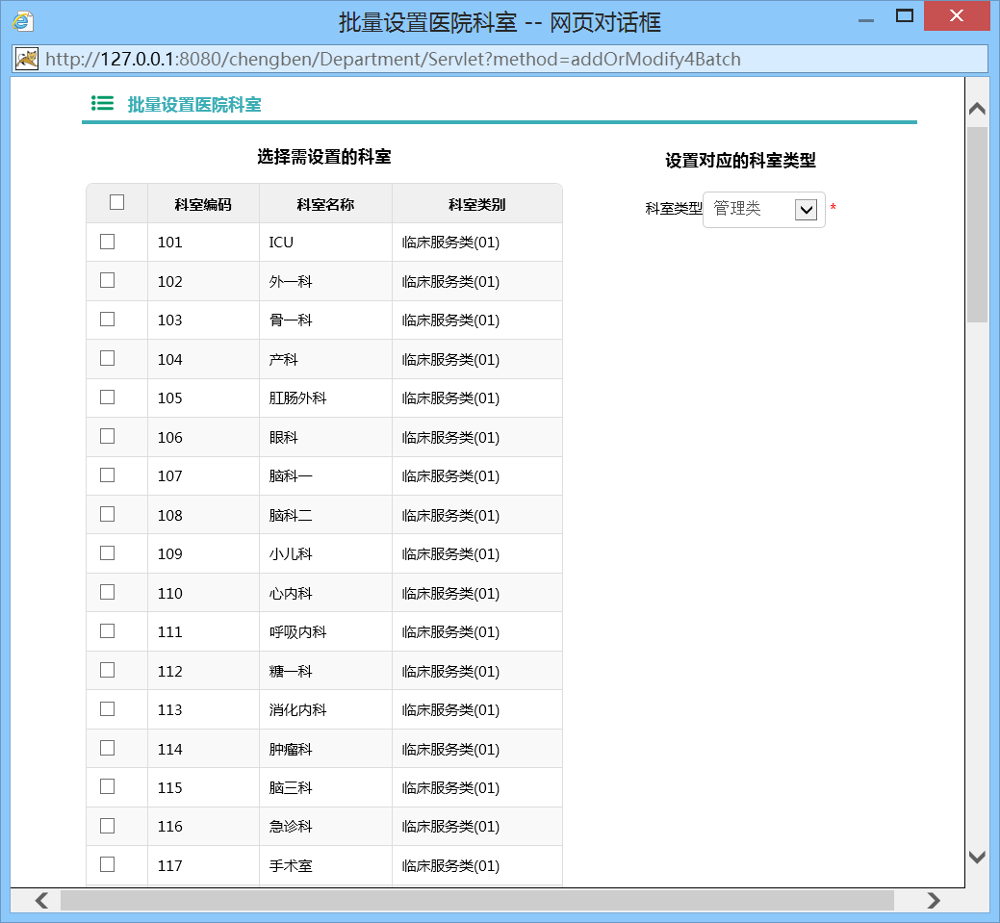 批量设置医院科室 -- 网页对话框
http://127.0.0.1:8080/chengben/Department/Servlet?method=addOrModify4Batch
批量设置医院科室
选择需设置的科室
设置对应的科室类型
科室类型 管理类 *
科室编码 科室名称 科室类别
101 ICU 临床服务类(01)
102 外一科 临床服务类(01)
103 骨一科 临床服务类(01)
104 产科 临床服务类(01)
105 肛肠外科 临床服务类(01)
106 眼科 临床服务类(01)
107 脑科一 临床服务类(01)
108 脑科二 临床服务类(01)
109 小儿科 临床服务类(01)
110 心内科 临床服务类(01)
111 呼吸内科 临床服务类(01)
112 糖一科 临床服务类(01)
113 消化内科 临床服务类(01)
114 肿瘤科 临床服务类(01)
115 脑三科 临床服务类(01)
116 急诊科 临床服务类(01)
117 手术室 临床服务类(01)